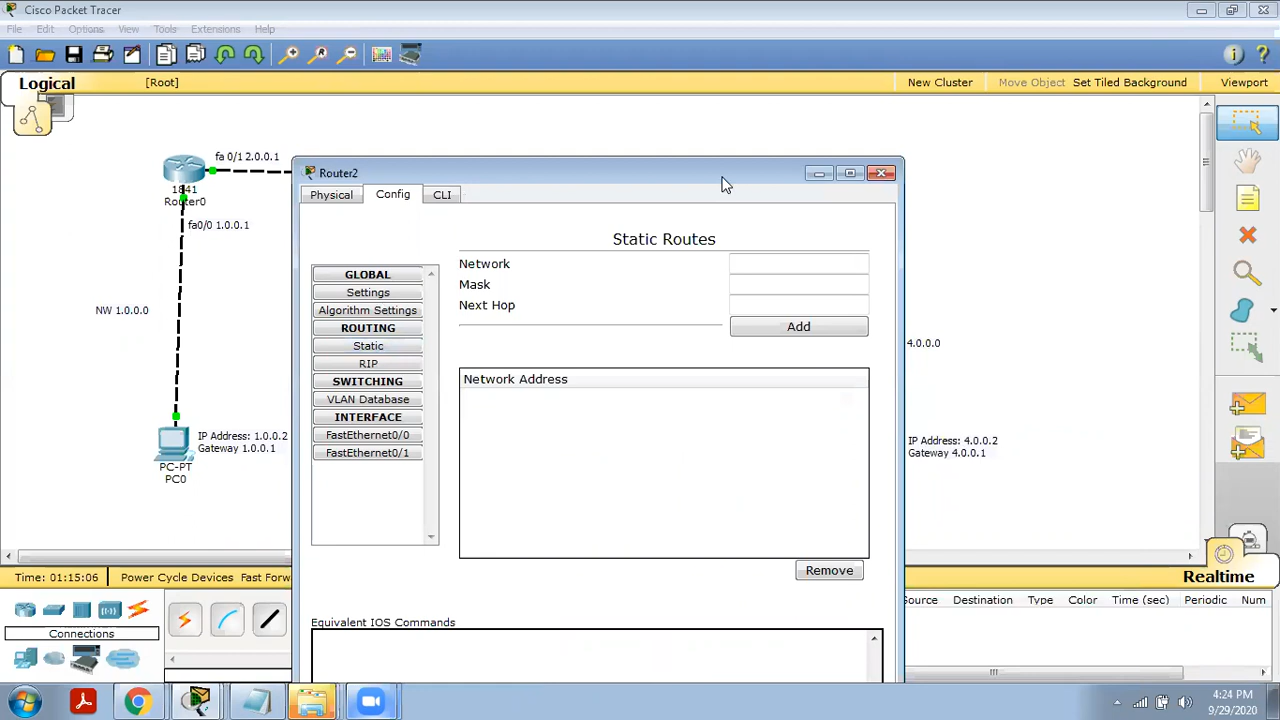 Cisco Packet Tracer
File Edit Options View Tools Extensions Help
Logical
[Root]
New Cluster
Move Object
Set Tiled Background
Viewport
fa 0/1 2.0.0.1
1841
Router0
fa0/0 1.0.0.1
NW 1.0.0.0
IP Address: 1.0.0.2
Gateway 1.0.0.1
PC-PT
PC0
Router2
Physical
Config
CLI
GLOBAL
Settings
Algorithm Settings
ROUTING
Static
RIP
SWITCHING
VLAN Database
INTERFACE
FastEthernet0/0
FastEthernet0/1
Static Routes
Network
Mask
Next Hop
Add
Network Address
Remove
Equivalent IOS Commands
4.0.0.0
IP Address: 4.0.0.2
Gateway 4.0.0.1
Time: 01:15:06
Power Cycle Devices
Fast Forw
Realtime
Connections
ource
Destination
Type
Color
Time (sec)
Periodic
Num
4:24 PM
9/29/2020